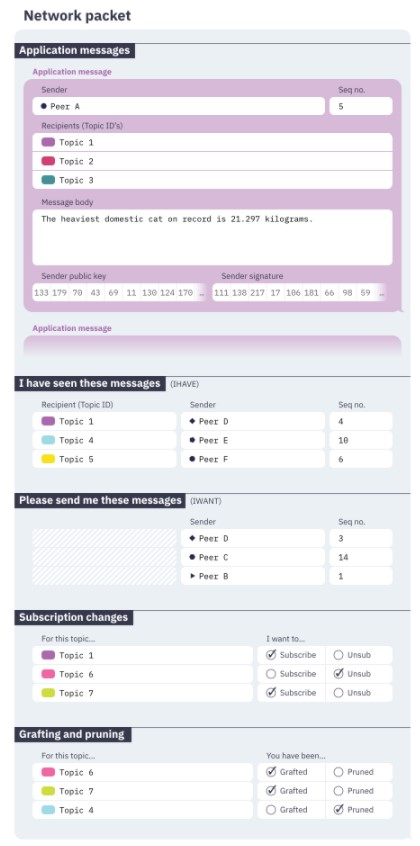 Network packet
Application messages
Application message
Sender Seq no.
Peer A 5
Recipients (Topic ID's)
Topic 1
Topic 2
Topic 3
Message body
The heaviest domestic cat on record is 21.297 kilograms.
Sender public key Sender signature
133 179 70 43 69 11 130 124 170 … 111 138 217 17 106 181 66 98 59 …
Application message
I have seen these messages (IHAVE)
Recipient (Topic ID) Sender Seq no.
Topic 1 Peer D 4
Topic 4 Peer E 10
Topic 5 Peer F 6
Please send me these messages (IWANT)
Sender Seq no.
Peer D 3
Peer C 14
Peer B 1
Subscription changes
For this topic... I want to...
Topic 1 Subscribe Unsub
Topic 6 Subscribe Unsub
Topic 7 Subscribe Unsub
Grafting and pruning
For this topic... You have been...
Topic 6 Grafted Pruned
Topic 7 Grafted Pruned
Topic 4 Grafted Pruned